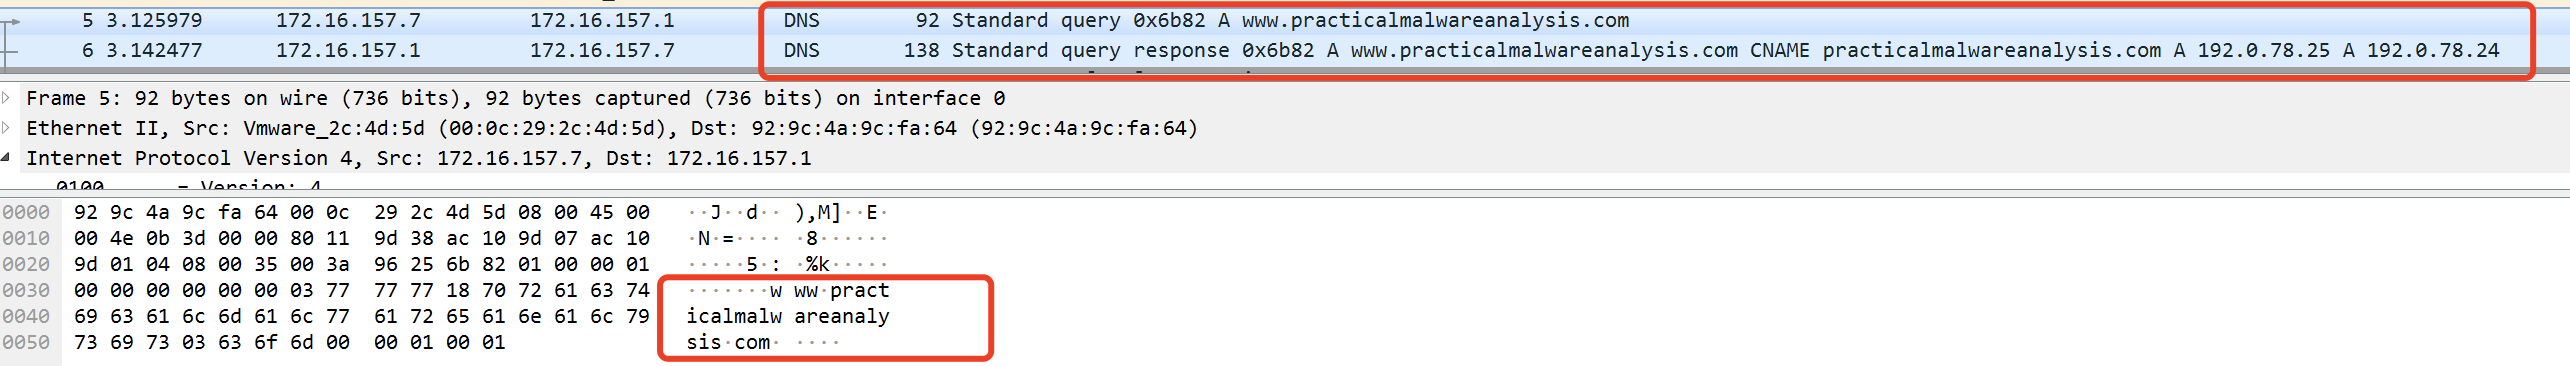 5 3.125979 172.16.157.7 172.16.157.1 DNS 92 Standard query 0x6b82 A www.practicalmalwareanalysis.com
6 3.142477 172.16.157.1 172.16.157.7 DNS 138 Standard query response 0x6b82 A www.practicalmalwareanalysis.com CNAME practicalmalwareanalysis.com A 192.0.78.25 A 192.0.78.24
Frame 5: 92 bytes on wire (736 bits), 92 bytes captured (736 bits) on interface 0
Ethernet II, Src: Vmware_2c:4d:5d (00:0c:29:2c:4d:5d), Dst: 92:9c:4a:9c:fa:64 (92:9c:4a:9c:fa:64)
Internet Protocol Version 4, Src: 172.16.157.7, Dst: 172.16.157.1
0100 = Version: 4
0000 92 9c 4a 9c fa 64 00 0c 29 2c 4d 5d 08 00 45 00 ··J··d·· ),M]··E·
0010 00 4e 0b 3d 00 00 80 11 9d 38 ac 10 9d 07 ac 10 ·N·=···· ·8······
0020 9d 01 04 08 00 35 00 3a 96 25 6b 82 01 00 00 01 ·····5·: ·%k·····
0030 00 00 00 00 00 00 03 77 77 77 18 70 72 61 63 74 ·······w ww·pract
0040 69 63 61 6c 6d 61 6c 77 61 72 65 61 6e 61 6c 79 icalmalw areanaly
0050 73 69 73 03 63 6f 6d 00 00 01 00 01 sis·com· ····